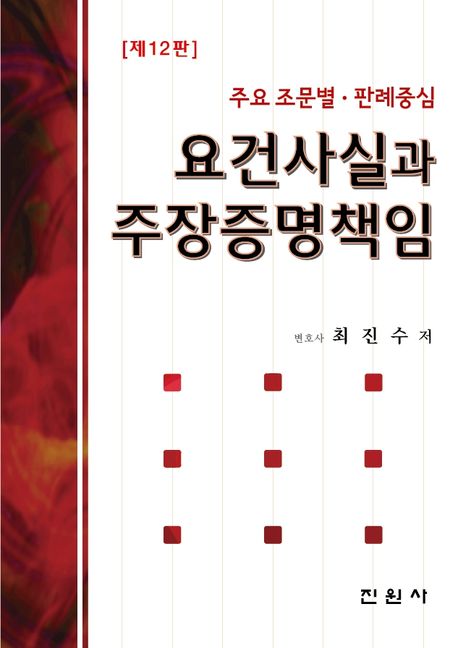 [제12판]
주요 조문별·판례중심
요건사실과
주장증명책임
변호사 최진수 저
진원사